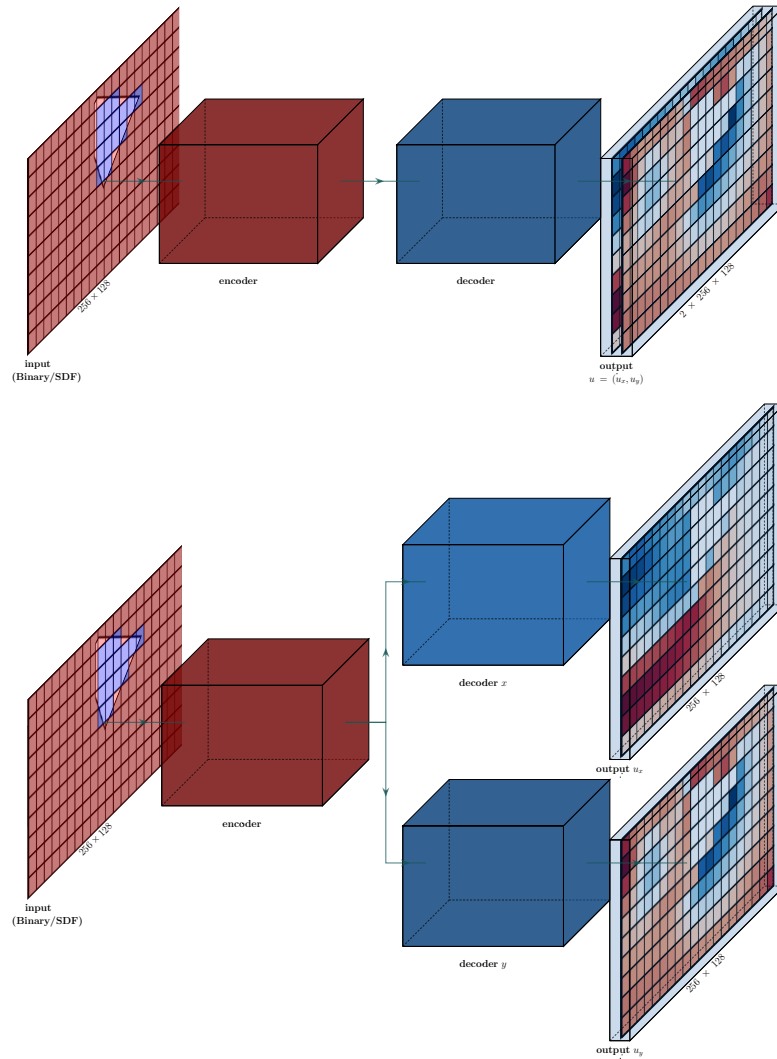 256 × 128
input
(Binary/SDF)
encoder
decoder
2 × 256 × 128
output
u = (u_x, u_y)
256 × 128
input
(Binary/SDF)
encoder
decoder x
256 × 128
output u_x
decoder y
256 × 128
output u_y